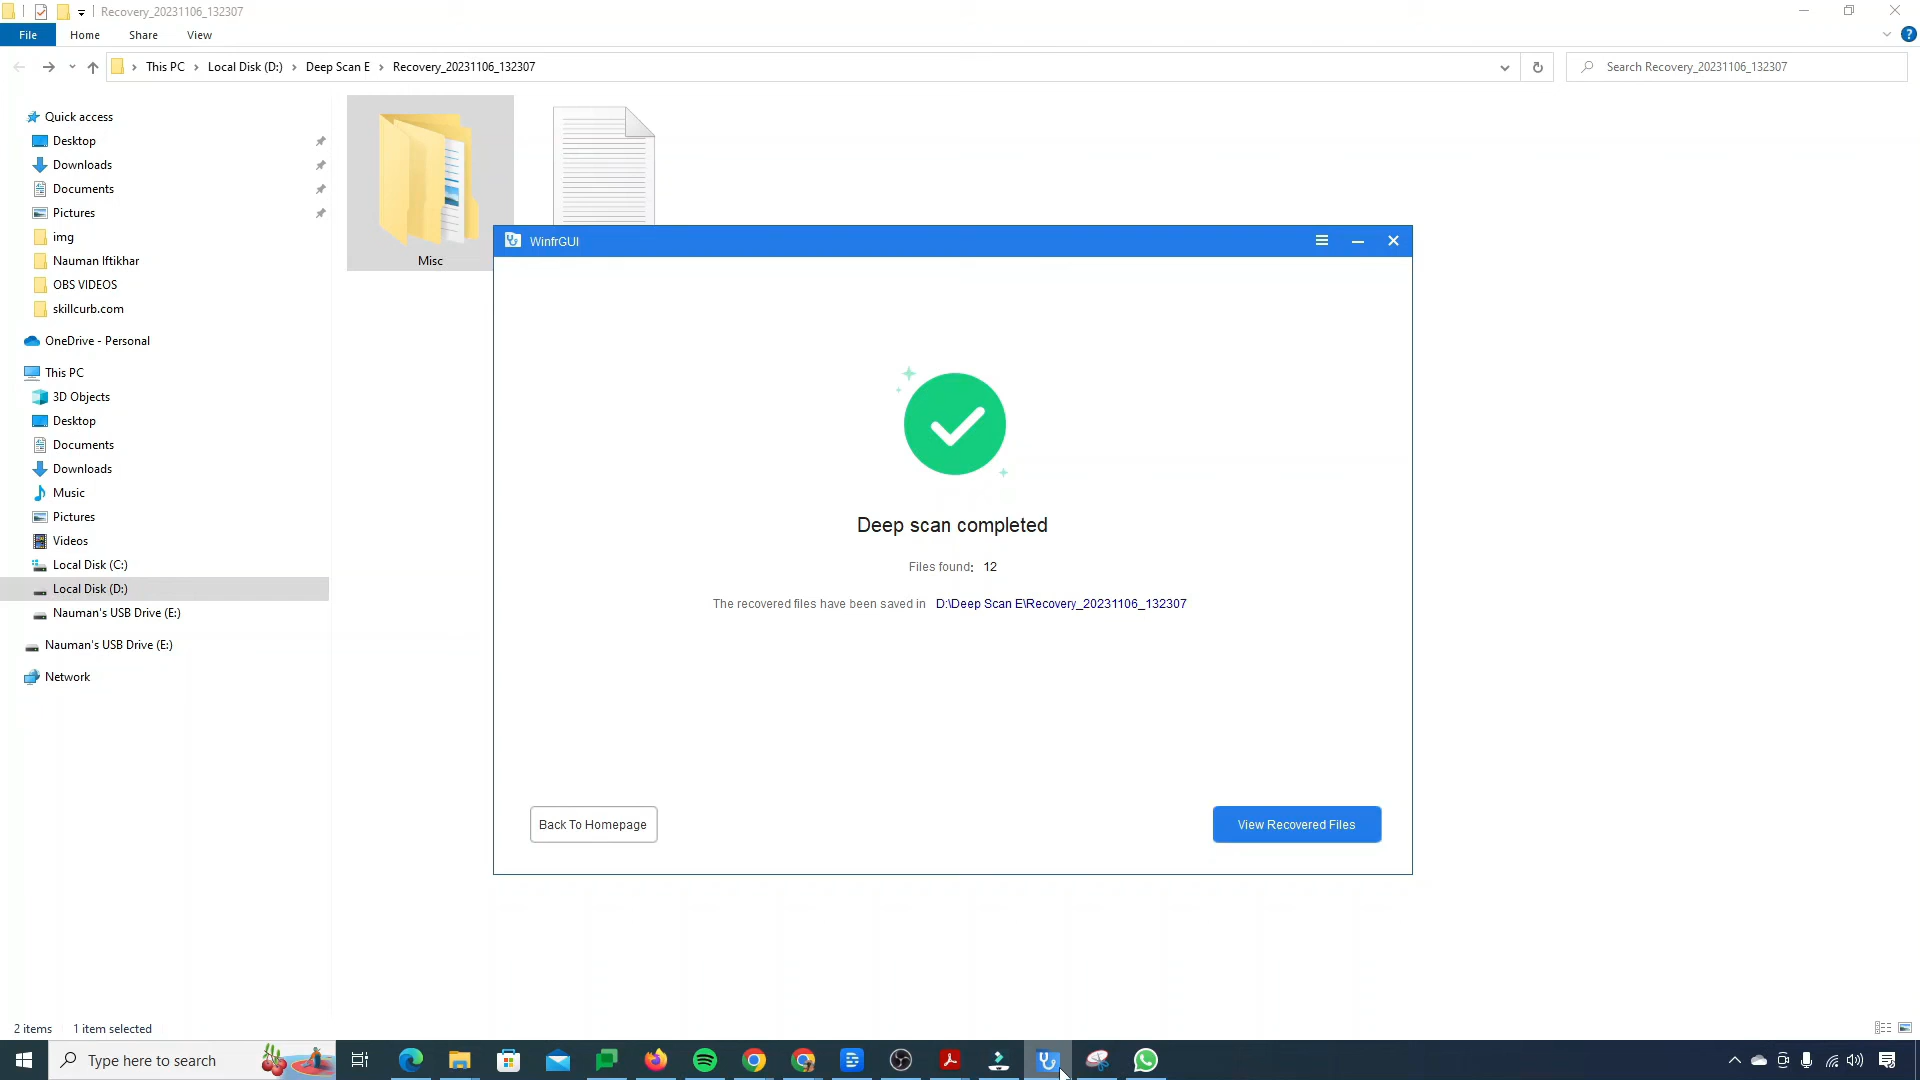 Recovery_20231106_132307
File Home Share View
This PC Local Disk (D:) Deep Scan E Recovery_20231106_132307
Search Recovery_20231106_132307
Quick access
Desktop
Downloads
Documents
Pictures
img
Nauman Iftikhar
OBS VIDEOS
skillcurb.com
OneDrive - Personal
This PC
3D Objects
Desktop
Documents
Downloads
Music
Pictures
Videos
Local Disk (C:)
Local Disk (D:)
Nauman's USB Drive (E:)
Nauman's USB Drive (E:)
Network
Misc
WinfrGUI
Deep scan completed
Files found: 12
The recovered files have been saved in D:\Deep Scan E\Recovery_20231106_132307
Back To Homepage
View Recovered Files
2 items 1 item selected
Type here to search